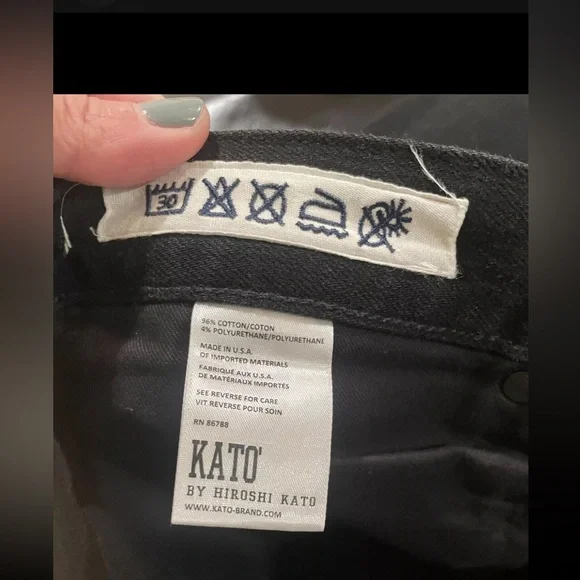 30
96% COTTON/COTON
4% POLYURETHANE/POLYURETHANE
MADE IN U.S.A.
OF IMPORTED MATERIALS
FABRIQUÉ AUX U.S.A.
DE MATÉRIAUX IMPORTÉS
SEE REVERSE FOR CARE
VIT REVERSE POUR SOIN
RN 86788
KATO'
BY HIROSHI KATO
WWW.KATO-BRAND.COM